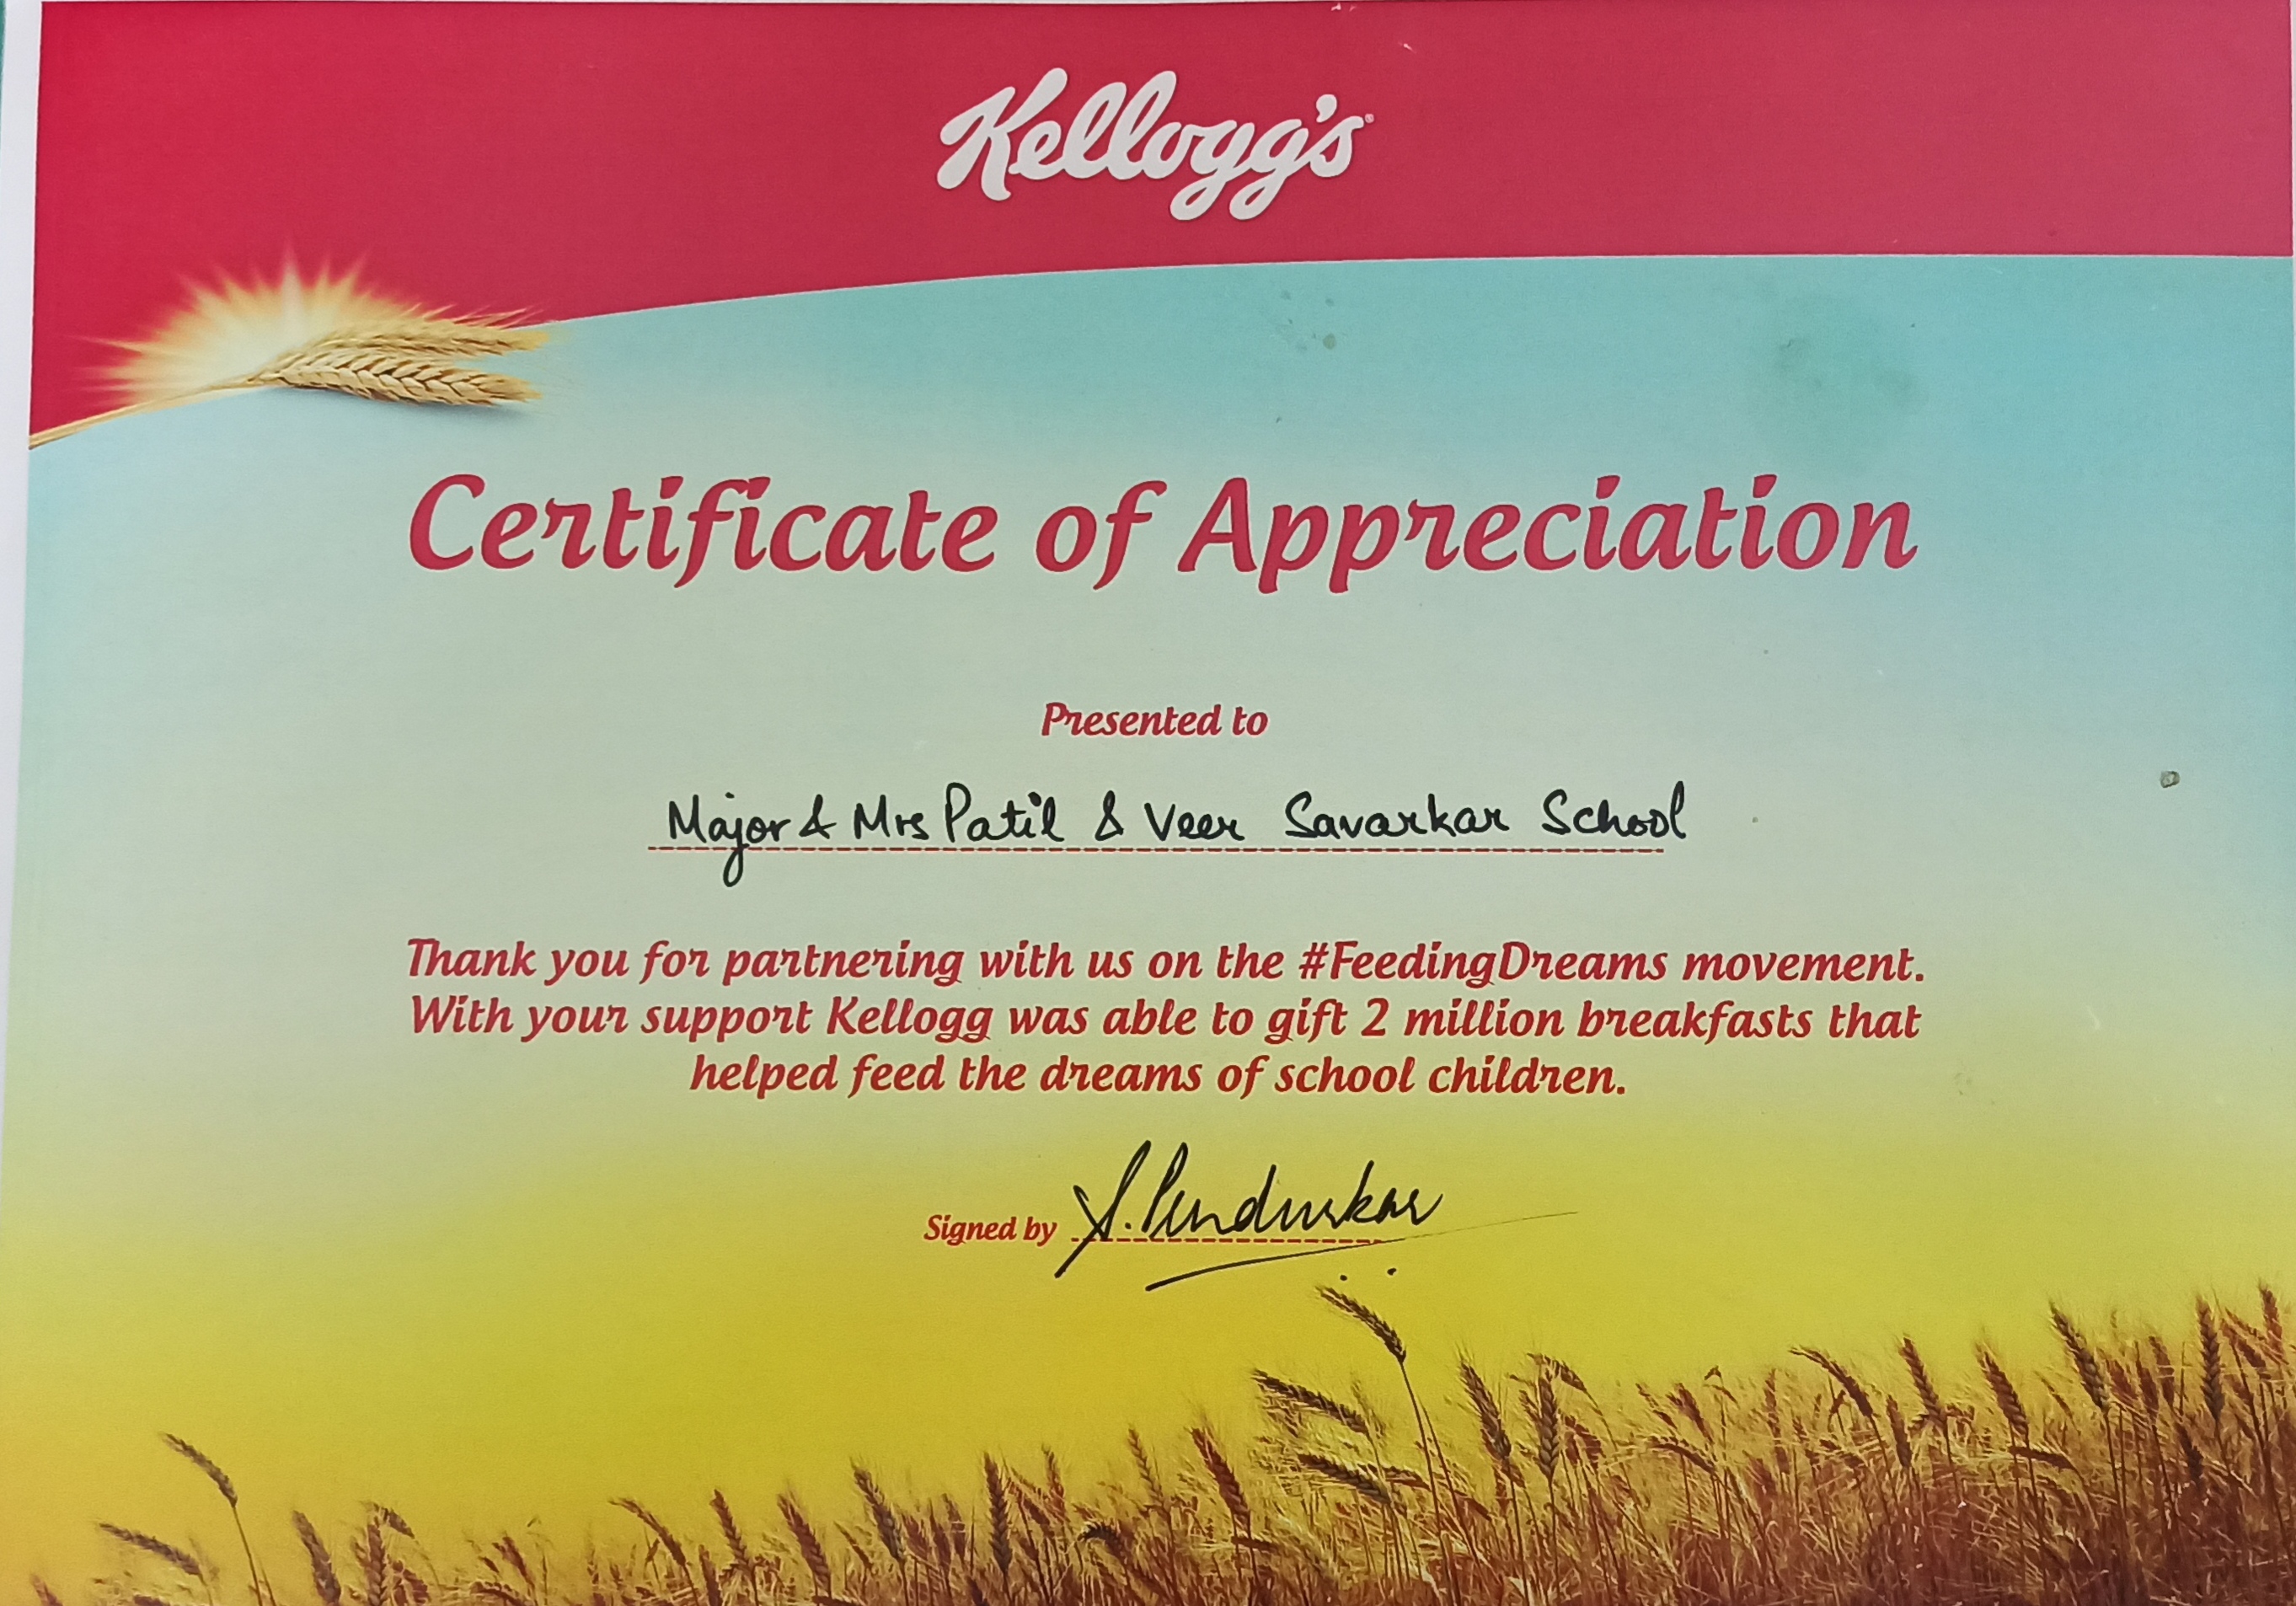 Kellogg's
Certificate of Appreciation
Presented to
Major & Mrs Patil & Veer Savarkar School
Thank you for partnering with us on the #FeedingDreams movement.
With your support Kellogg was able to gift 2 million breakfasts that
helped feed the dreams of school children.
Signed by